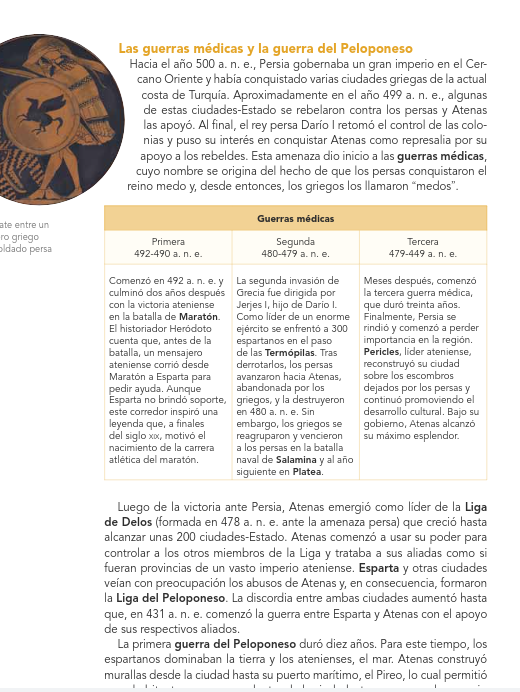 Las guerras médicas y la guerra del Peloponeso
Hacia el año 500 a. n. e., Persia gobernaba un gran imperio en el Cer-
cano Oriente y había conquistado varias ciudades griegas de la actual
costa de Turquía. Aproximadamente en el año 499 a. n. e., algunas
de estas ciudades-Estado se rebelaron contra los persas y Atenas
las apoyó. Al final, el rey persa Darío I retomó el control de las colo-
nias y puso su interés en conquistar Atenas como represalia por su
apoyo a los rebeldes. Esta amenaza dio inicio a las guerras médicas,
cuyo nombre se origina del hecho de que los persas conquistaron el
reino medo y, desde entonces, los griegos los llamaron “medos”.
ate entre un
ro griego
oldado persa
Guerras médicas
Primera
492-490 a. n. e.
Comenzó en 492 a. n. e. y
culminó dos años después
con la victoria ateniense
en la batalla de Maratón.
El historiador Heródoto
cuenta que, antes de la
batalla, un mensajero
ateniense corrió desde
Maratón a Esparta para
pedir ayuda. Aunque
Esparta no brindó soporte,
este corredor inspiró una
leyenda que, a finales
del siglo XIX, motivó el
nacimiento de la carrera
atlética del maratón.
Segunda
480-479 a. n. e.
La segunda invasión de
Grecia fue dirigida por
Jerjes I, hijo de Darío I.
Como líder de un enorme
ejército se enfrentó a 300
espartanos en el paso
de las Termópilas. Tras
derrotarlos, los persas
avanzaron hacia Atenas,
abandonada por los
griegos, y la destruyeron
en 480 a. n. e. Sin
embargo, los griegos se
reagruparon y vencieron
a los persas en la batalla
naval de Salamina y al año
siguiente en Platea.
Tercera
479-449 a. n. e.
Meses después, comenzó
la tercera guerra médica,
que duró treinta años.
Finalmente, Persia se
rindió y comenzó a perder
importancia en la región.
Pericles, líder ateniense,
reconstruyó su ciudad
sobre los escombros
dejados por los persas y
continuó promoviendo el
desarrollo cultural. Bajo su
gobierno, Atenas alcanzó
su máximo esplendor.
Luego de la victoria ante Persia, Atenas emergió como líder de la Liga
de Delos (formada en 478 a. n. e. ante la amenaza persa) que creció hasta
alcanzar unas 200 ciudades-Estado. Atenas comenzó a usar su poder para
controlar a los otros miembros de la Liga y trataba a sus aliadas como si
fueran provincias de un vasto imperio ateniense. Esparta y otras ciudades
veían con preocupación los abusos de Atenas y, en consecuencia, formaron
la Liga del Peloponeso. La discordia entre ambas ciudades aumentó hasta
que, en 431 a. n. e. comenzó la guerra entre Esparta y Atenas con el apoyo
de sus respectivos aliados.
La primera guerra del Peloponeso duró diez años. Para este tiempo, los
espartanos dominaban la tierra y los atenienses, el mar. Atenas construyó
murallas desde la ciudad hasta su puerto marítimo, el Pireo, lo cual permitió